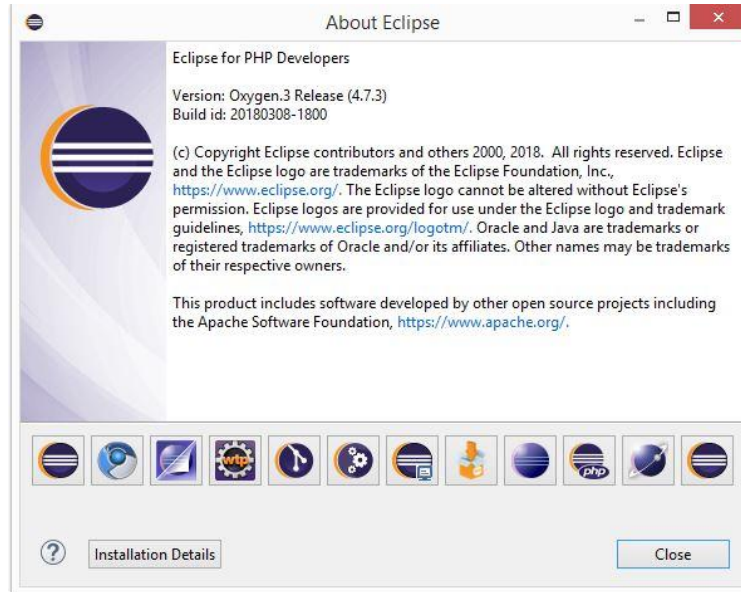 About Eclipse
Eclipse for PHP Developers
Version: Oxygen.3 Release (4.7.3)
Build id: 20180308-1800
(c) Copyright Eclipse contributors and others 2000, 2018.  All rights reserved. Eclipse
and the Eclipse logo are trademarks of the Eclipse Foundation, Inc.,
https://www.eclipse.org/. The Eclipse logo cannot be altered without Eclipse's
permission. Eclipse logos are provided for use under the Eclipse logo and trademark
guidelines, https://www.eclipse.org/logotm/. Oracle and Java are trademarks or
registered trademarks of Oracle and/or its affiliates. Other names may be trademarks
of their respective owners.
This product includes software developed by other open source projects including
the Apache Software Foundation, https://www.apache.org/.
wtp
php
Installation Details
Close